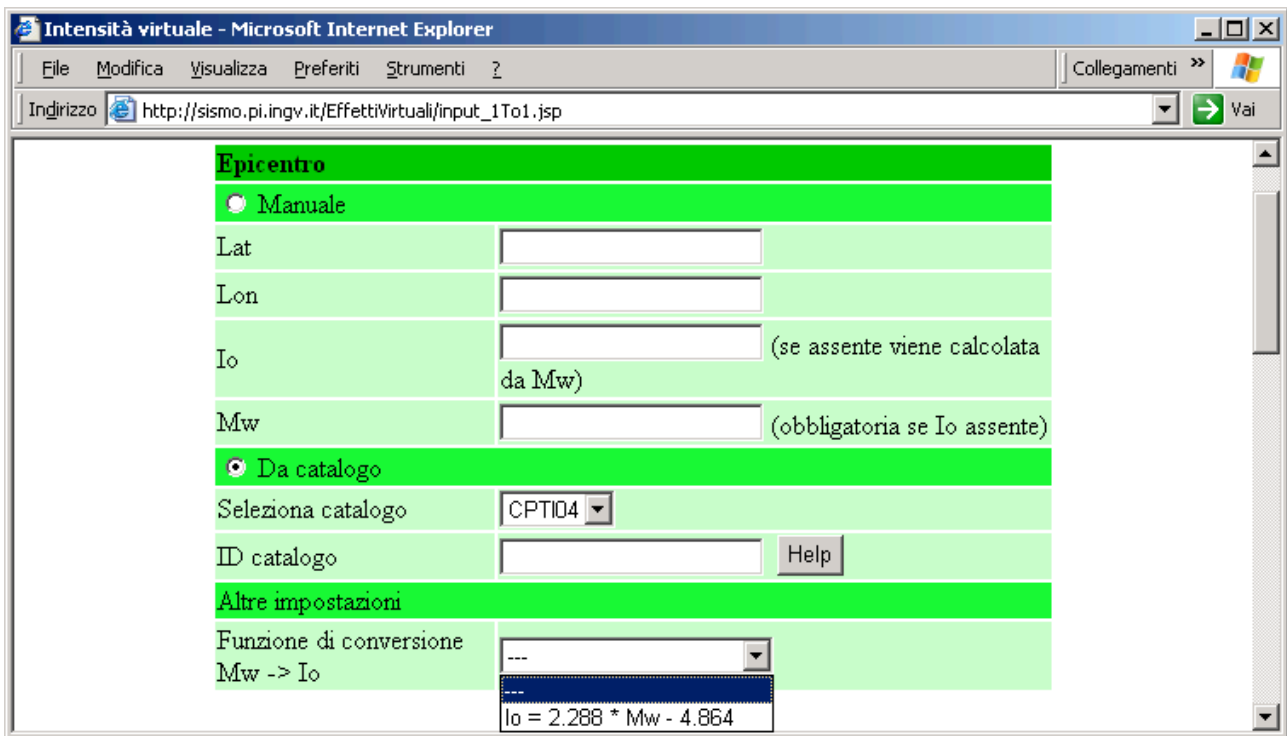 Intensità virtuale - Microsoft Internet Explorer
File Modifica Visualizza Preferiti Strumenti ? Collegamenti »
Indirizzo http://sismo.pi.ingv.it/EffettiVirtuali/input_1To1.jsp Vai
Epicentro
Manuale
Lat
Lon
Io (se assente viene calcolata
da Mw)
Mw (obbligatoria se Io assente)
Da catalogo
Seleziona catalogo CPTI04
ID catalogo Help
Altre impostazioni
Funzione di conversione
Mw -> Io ---
---
Io = 2.288 * Mw - 4.864